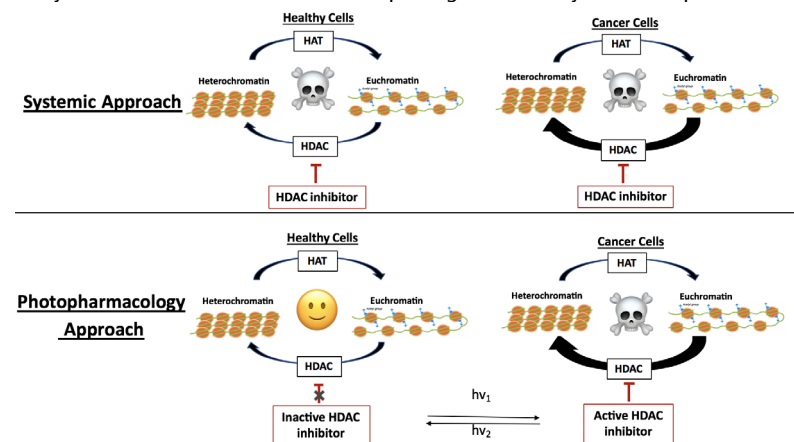 Healthy Cells
HAT
Heterochromatin
Euchromatin
HDAC
HDAC inhibitor
Cancer Cells
HAT
Heterochromatin
Euchromatin
HDAC
HDAC inhibitor
Systemic Approach
Healthy Cells
HAT
Heterochromatin
Euchromatin
HDAC
Inactive HDAC
inhibitor
Cancer Cells
HAT
Heterochromatin
Euchromatin
HDAC
Active HDAC
inhibitor
Photopharmacology
Approach
hv₁
hv₂